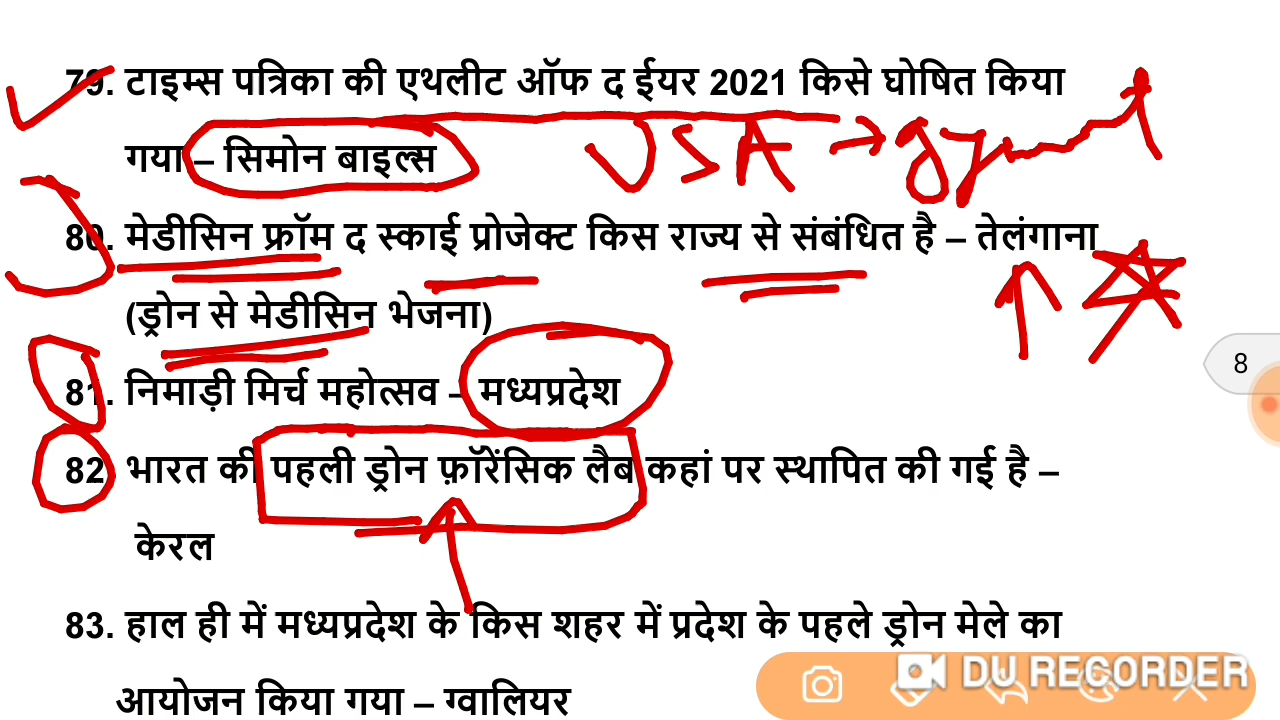 79. टाइम्स पत्रिका की एथलीट ऑफ द ईयर 2021 किसे घोषित किया
गया – सिमोन बाइल्स USA → gym
80. मेडीसिन फ्रॉम द स्काई प्रोजेक्ट किस राज्य से संबंधित है – तेलंगाना
(ड्रोन से मेडीसिन भेजना)
8
81. निमाड़ी मिर्च महोत्सव – मध्यप्रदेश
82. भारत की पहली ड्रोन फ़ॉरेंसिक लैब कहां पर स्थापित की गई है –
केरल
83. हाल ही में मध्यप्रदेश के किस शहर में प्रदेश के पहले ड्रोन मेले का
आयोजन किया गया – ग्वालियर
DU RECORDER